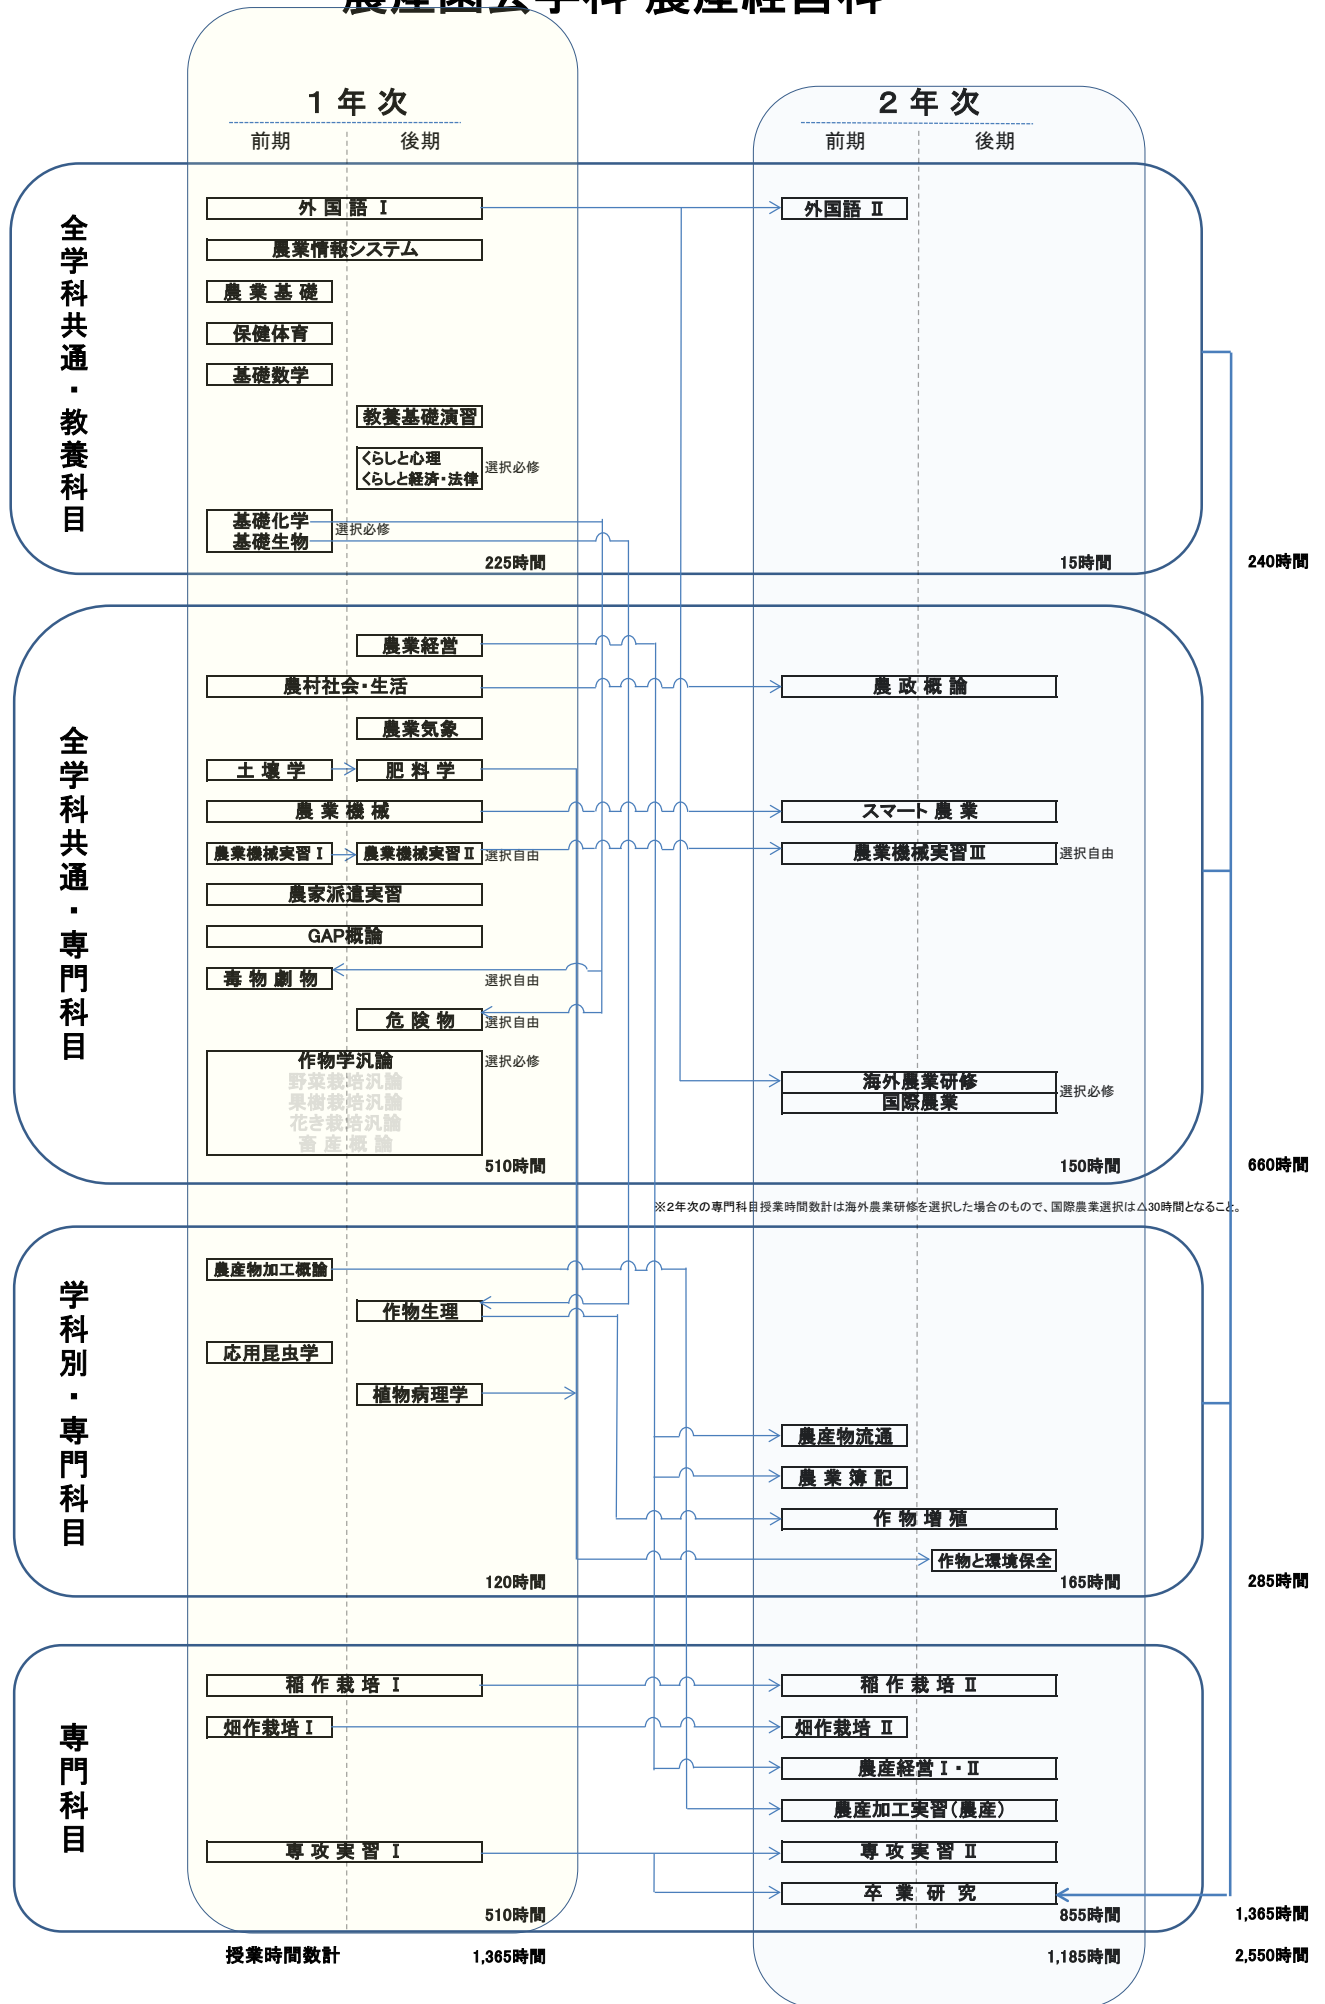 農産園芸学科 農産経営科
１ 年 次
２ 年 次
前期
後期
前期
後期
全学科共通・教養科目
外 国 語 Ⅰ
外国語 Ⅱ
農業情報システム
農 業 基 礎
保健体育
基礎数学
教養基礎演習
くらしと心理
くらしと経済・法律
選択必修
基礎化学
基礎生物
選択必修
225時間
15時間
240時間
全学科共通・専門科目
農業経営
農村社会・生活
農 政 概 論
農業気象
土 壌 学
肥 料 学
農 業 機 械
スマート 農 業
農業機械実習Ⅰ
農業機械実習Ⅱ
選択自由
農業機械実習Ⅲ
選択自由
農家派遣実習
GAP概論
毒 物 劇 物
選択自由
危 険 物
選択自由
作物学汎論
選択必修
野菜栽培汎論
果樹栽培汎論
花き栽培汎論
畜 産 概 論
海外農業研修
国際農業
選択必修
510時間
150時間
660時間
※2年次の専門科目授業時間数計は海外農業研修を選択した場合のもので、国際農業選択は△30時間となること。
学科別・専門科目
農産物加工概論
作物生理
応用昆虫学
植物病理学
農産物流通
農 業 簿 記
作 物 増 殖
作物と環境保全
120時間
165時間
285時間
専門科目
稲 作 栽 培 Ⅰ
稲 作 栽 培 Ⅱ
畑作栽培Ⅰ
畑作栽培 Ⅱ
農産経営Ⅰ・Ⅱ
農産加工実習（農産）
専 攻 実 習 Ⅰ
専 攻 実 習 Ⅱ
卒 業 研 究
510時間
855時間
1,365時間
授業時間数計
1,365時間
1,185時間
2,550時間